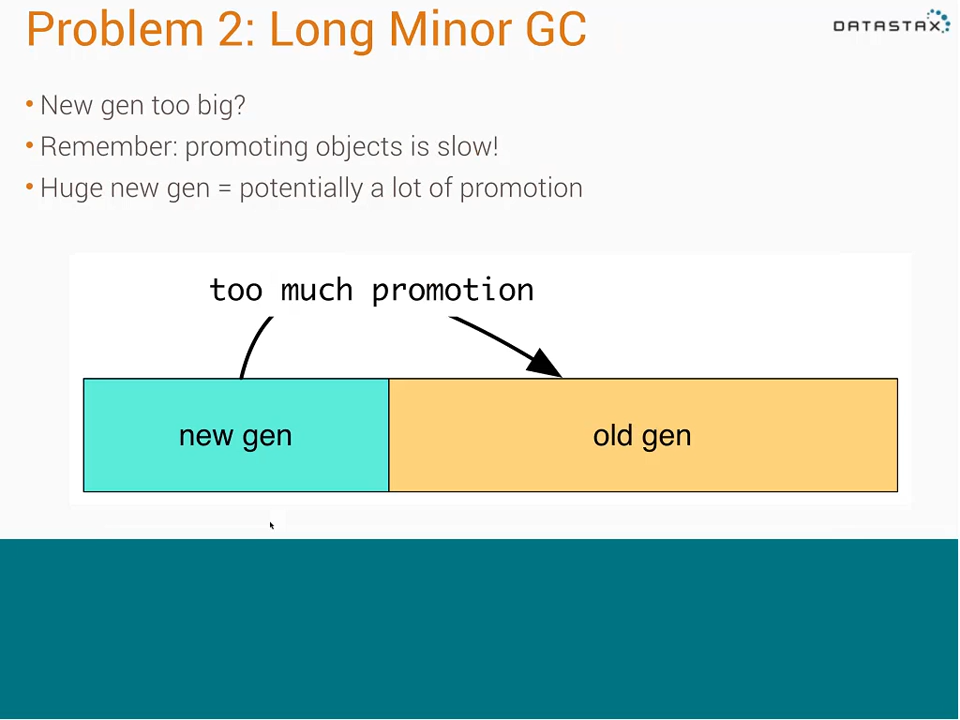 Problem 2: Long Minor GC
DATASTAX
• New gen too big?
• Remember: promoting objects is slow!
• Huge new gen = potentially a lot of promotion
too much promotion
new gen
old gen